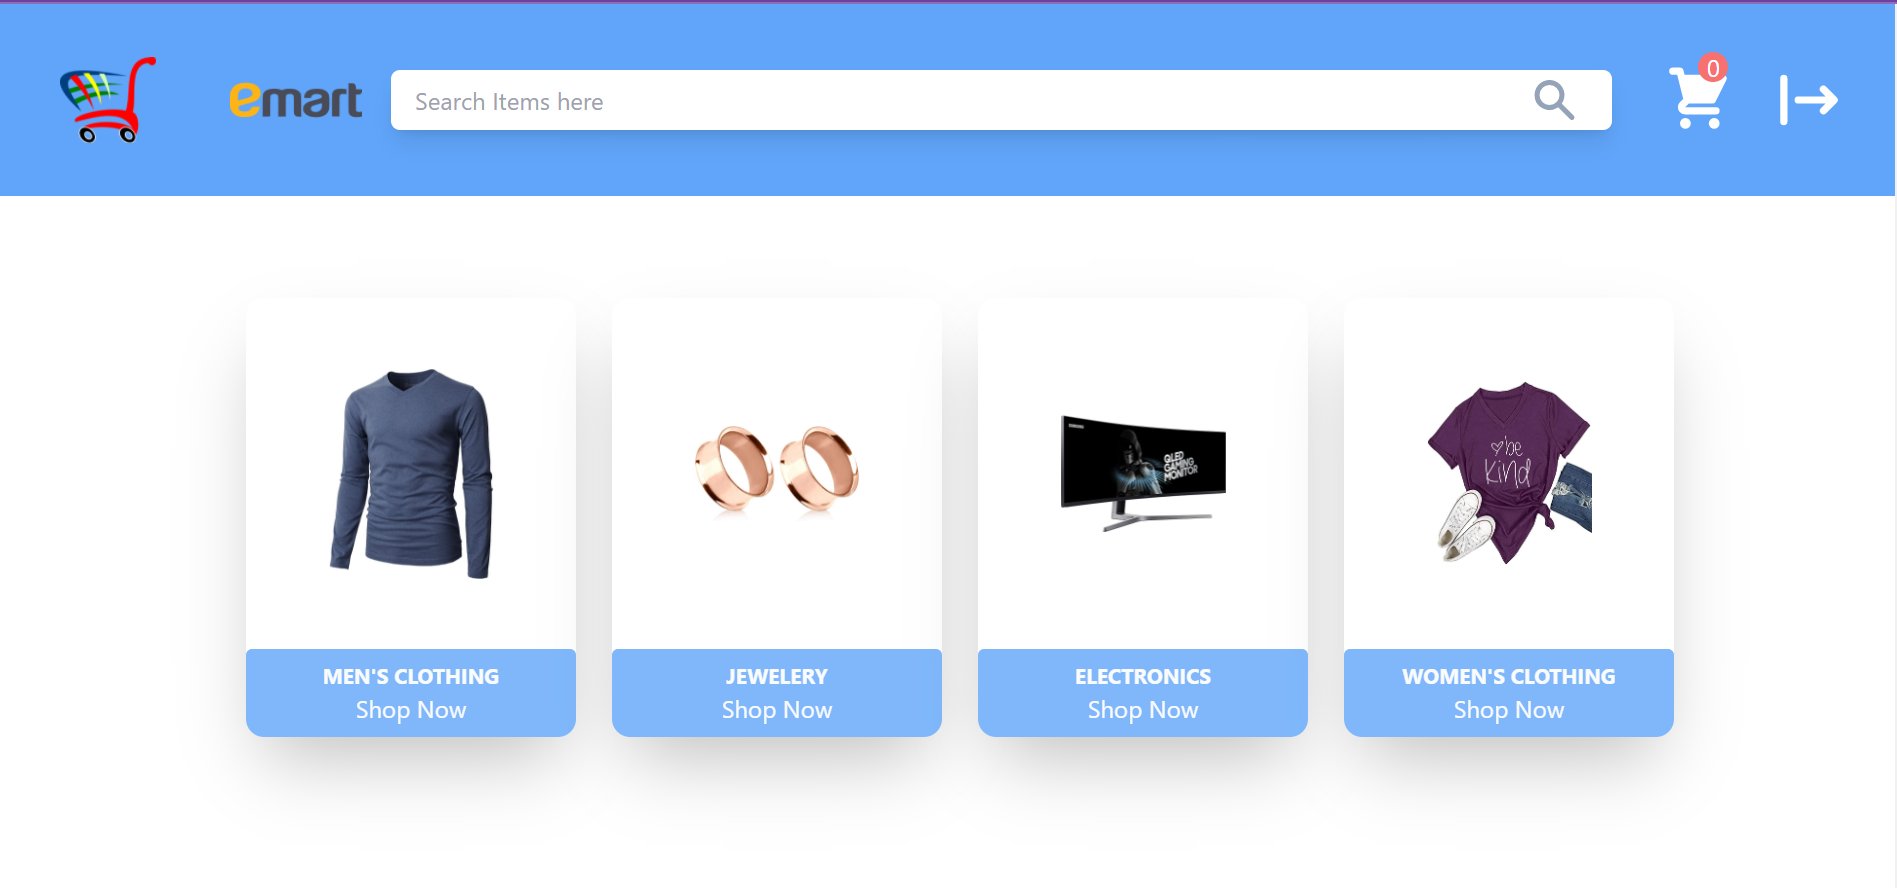 emart
Search Items here
0
SAMSUNG
QLED
GAMING
MONITOR
be
kind
MEN'S CLOTHING
Shop Now
JEWELERY
Shop Now
ELECTRONICS
Shop Now
WOMEN'S CLOTHING
Shop Now